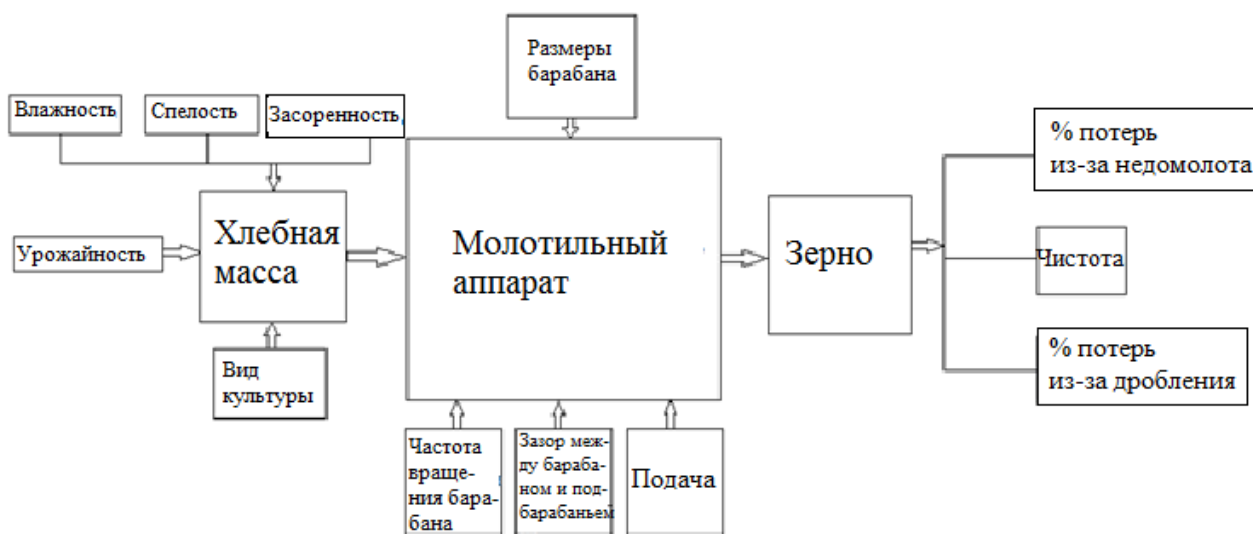 Размеры
барабана
Влажность
Спелость
Засоренность
% потерь
из-за недомолота
Хлебная
масса
Молотильный
аппарат
Зерно
Урожайность
Чистота
Вид
культуры
% потерь
из-за дробления
Частота
враще-
ния бара-
бана
Зазор меж-
ду бараба-
ном и под-
барабаньем
Подача